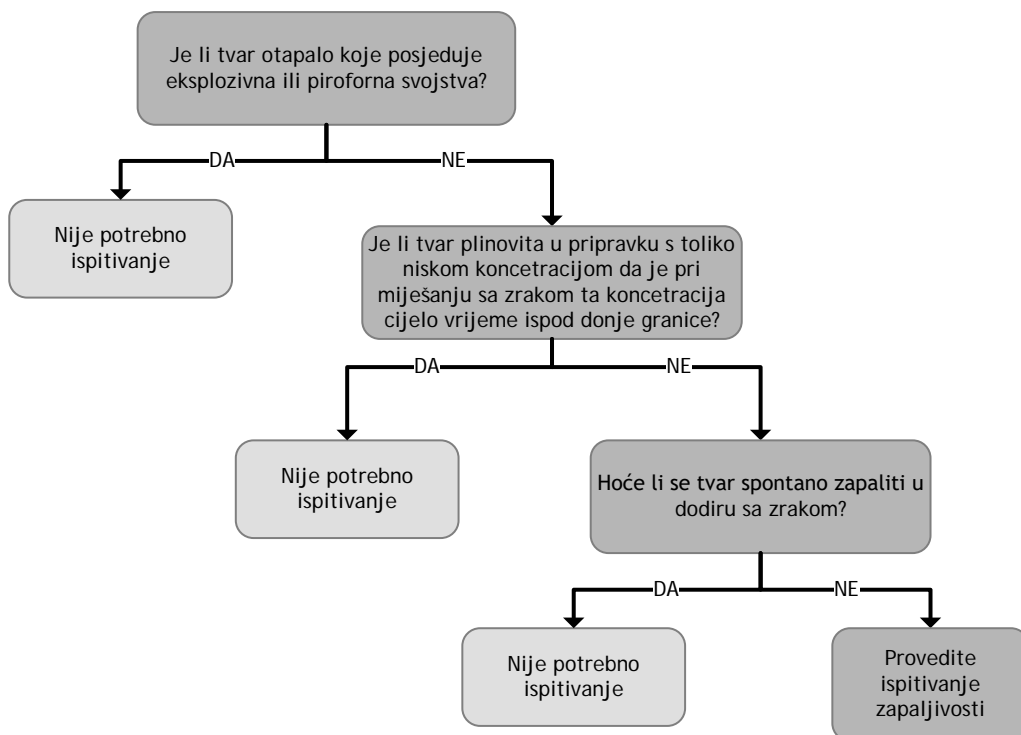 Je li tvar otapalo koje posjeduje
eksplozivna ili piroforna svojstva?
DA
NE
Nije potrebno
ispitivanje
Je li tvar plinovita u pripravku s toliko
niskom koncetracijom da je pri
miješanju sa zrakom ta koncetracija
cijelo vrijeme ispod donje granice?
DA
NE
Nije potrebno
ispitivanje
Hoće li se tvar spontano zapaliti u
dodiru sa zrakom?
DA
NE
Nije potrebno
ispitivanje
Provedite
ispitivanje
zapaljivosti